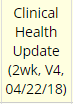 Clinical
Health
Update
(2wk, V4,
04/22/18)